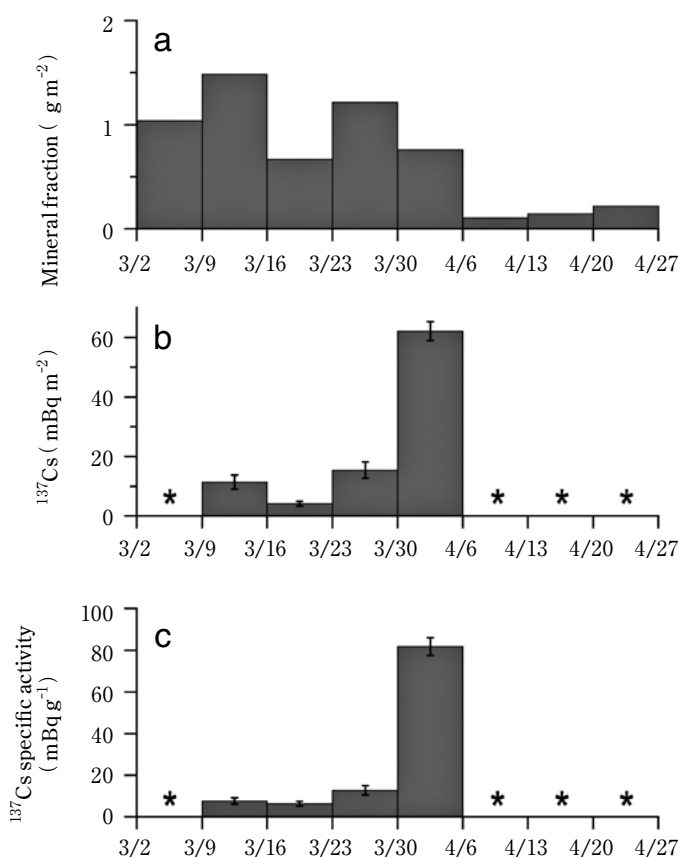 a
Mineral fraction ( g m⁻²)
2
1
0
3/2 3/9 3/16 3/23 3/30 4/6 4/13 4/20 4/27
b
¹³⁷Cs ( mBq m⁻²)
60
40
20
0
* * * *
3/2 3/9 3/16 3/23 3/30 4/6 4/13 4/20 4/27
c
¹³⁷Cs specific activity
( mBq g⁻¹)
100
80
60
40
20
0
* * * *
3/2 3/9 3/16 3/23 3/30 4/6 4/13 4/20 4/27